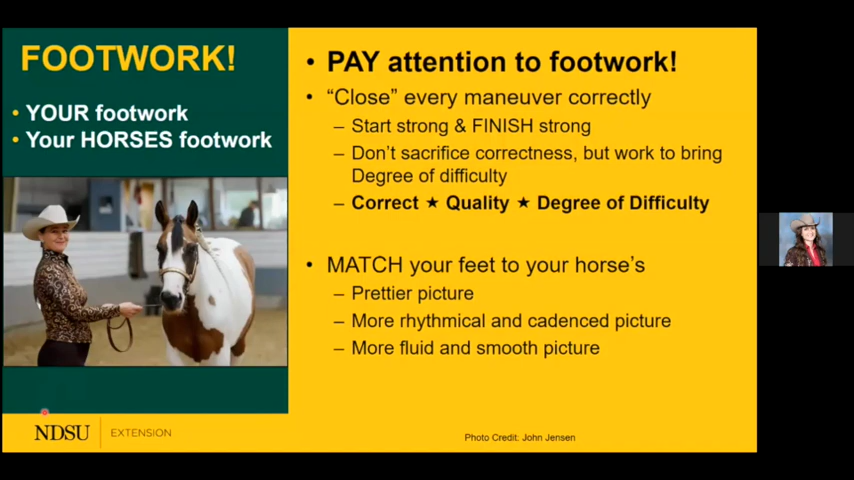 FOOTWORK!
• YOUR footwork
• Your HORSES footwork
• PAY attention to footwork!
• “Close” every maneuver correctly
– Start strong & FINISH strong
– Don’t sacrifice correctness, but work to bring
Degree of difficulty
– Correct ★ Quality ★ Degree of Difficulty
• MATCH your feet to your horse’s
– Prettier picture
– More rhythmical and cadenced picture
– More fluid and smooth picture
NDSU EXTENSION
Photo Credit: John Jensen